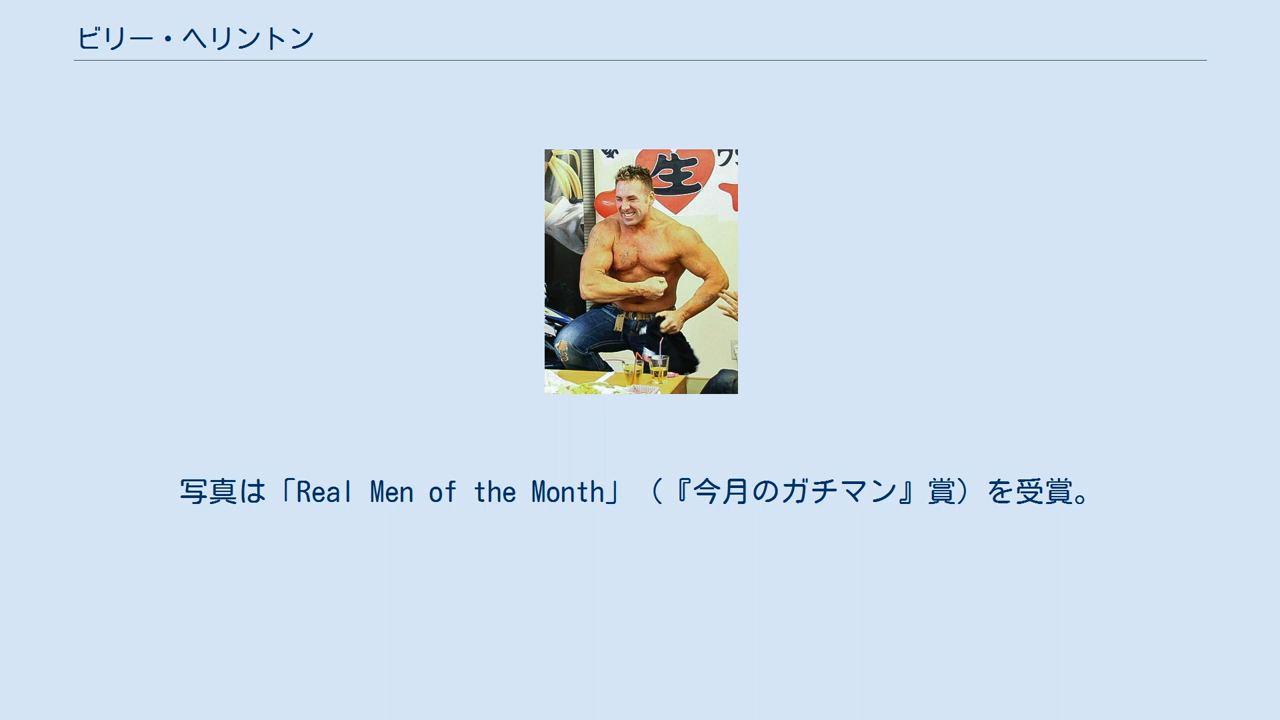 ビリー・ヘリントン
生
写真は「Real Men of the Month」（『今月のガチマン』賞）を受賞。